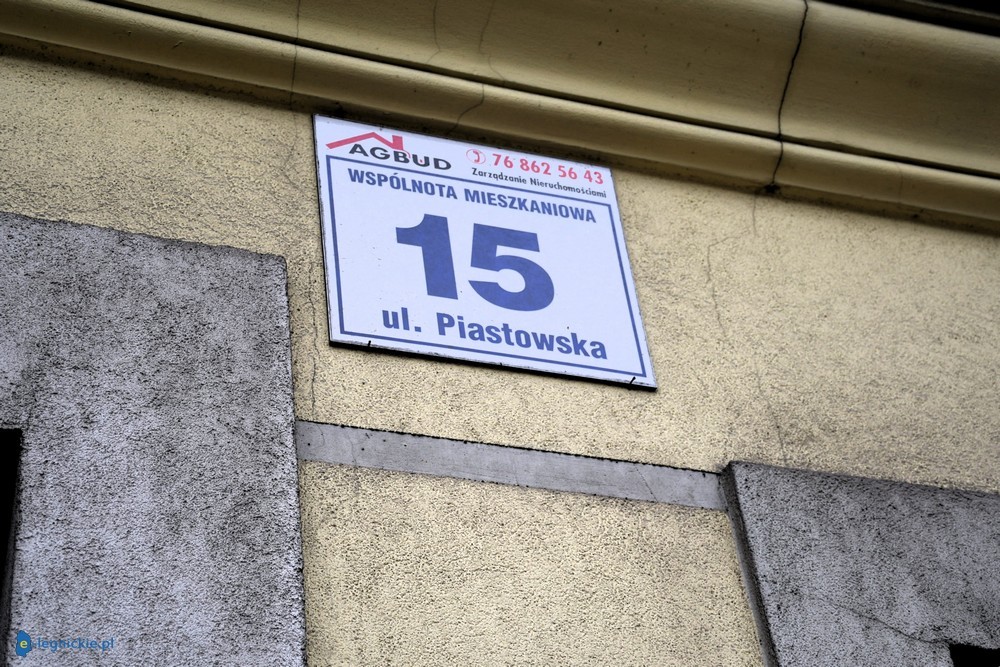 AGBUD
76 862 56 43
Zarządzanie Nieruchomościami
WSPÓLNOTA MIESZKANIOWA
15
ul. Piastowska
e-legnickie.pl